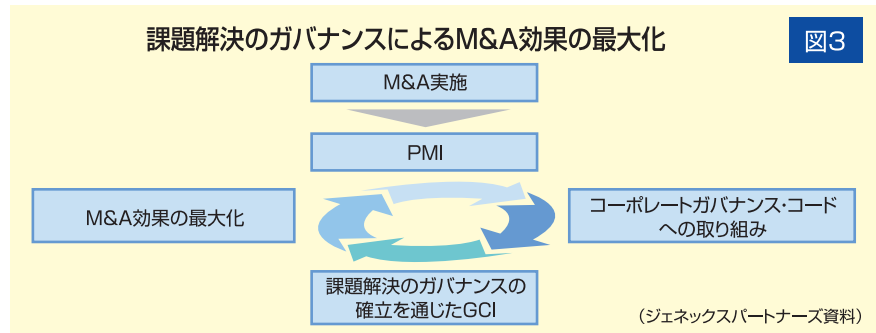 課題解決のガバナンスによるM&A効果の最大化
図3
M&A実施
PMI
M&A効果の最大化
コーポレートガバナンス・コード
への取り組み
課題解決のガバナンスの
確立を通じたGCI
（ジェネックスパートナーズ資料）